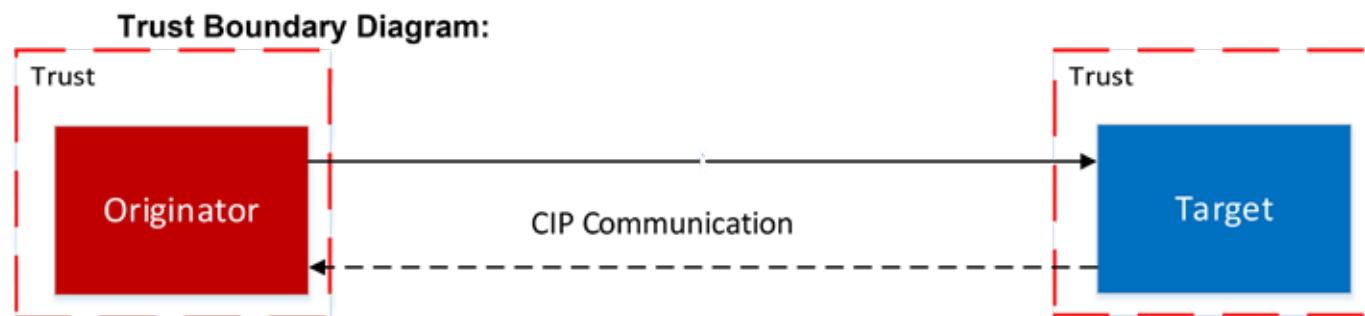 Trust Boundary Diagram:
Trust
Trust
Originator
CIP Communication
Target